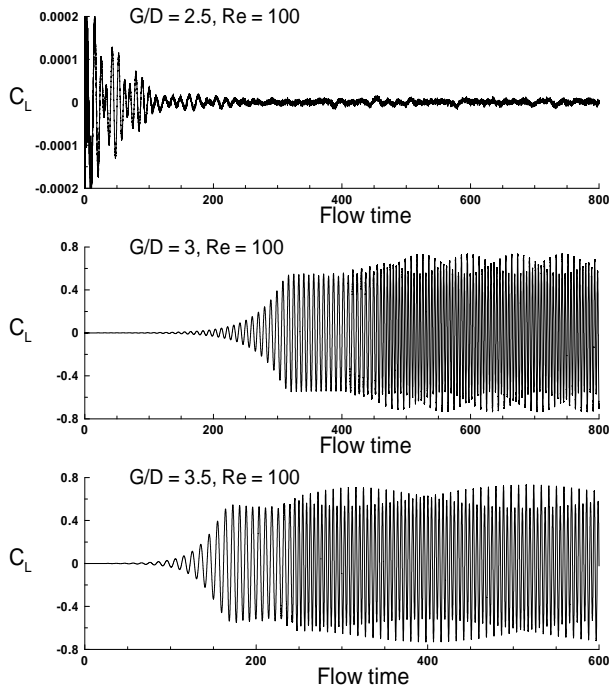 G/D = 2.5, Re = 100
0.0002
0.0001
C_L
0
-0.0001
-0.0002
0 200 400 600 800
Flow time
G/D = 3, Re = 100
0.8
0.4
C_L
0
-0.4
-0.8
0 200 400 600 800
Flow time
G/D = 3.5, Re = 100
0.8
0.4
C_L
0
-0.4
-0.8
0 200 400 600
Flow time